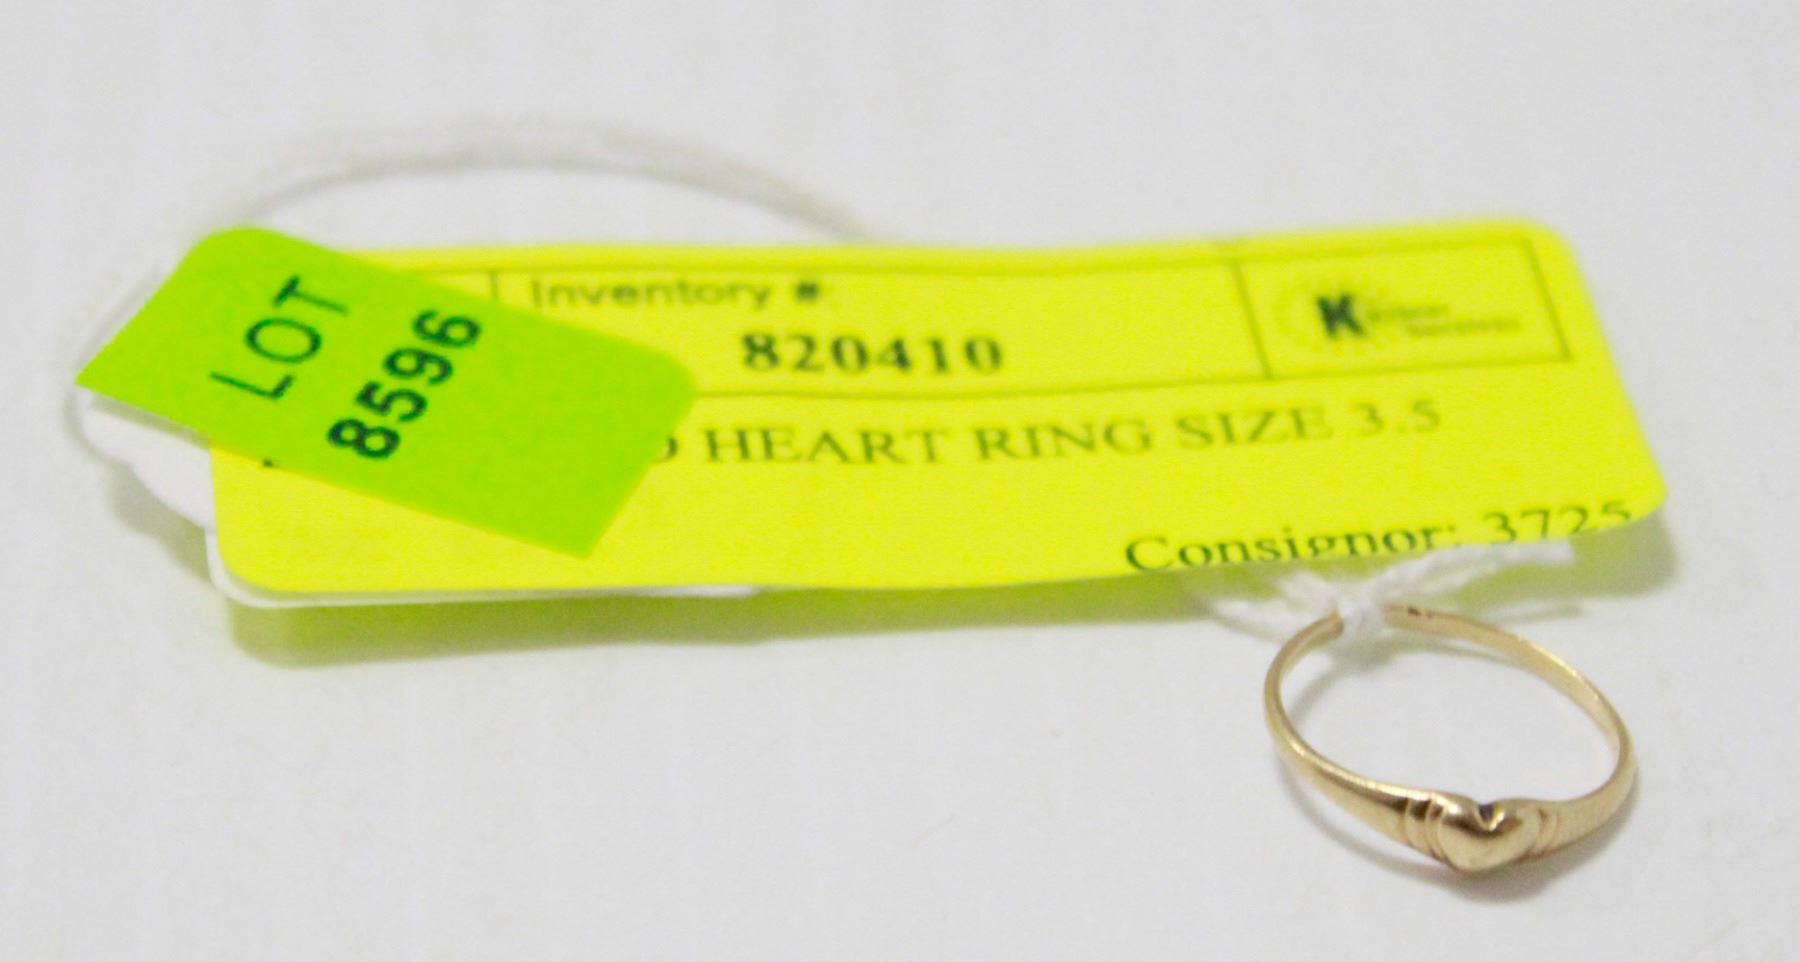 LOT
8596
Inventory #:
820410
K
HEART RING SIZE 3.5
Consignor: 3725